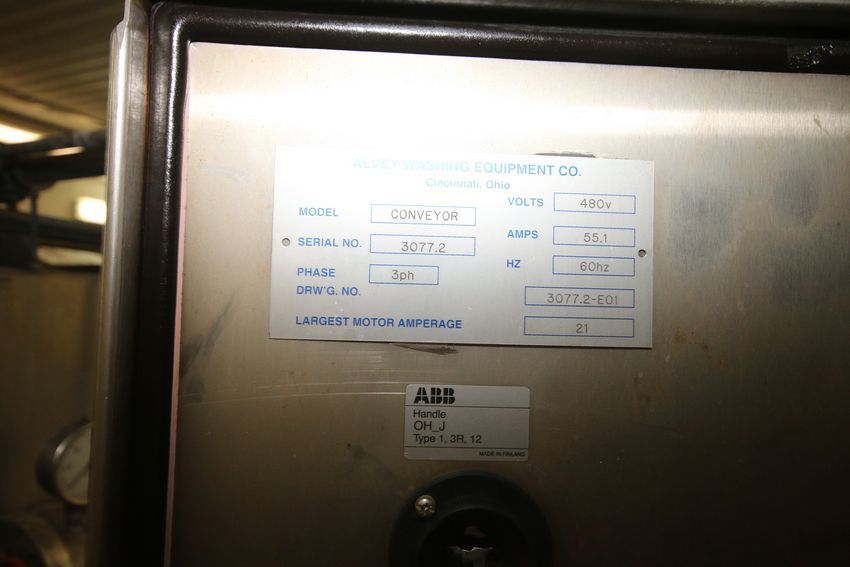 ALVEY WASHING EQUIPMENT CO.
Cincinnati, Ohio
MODEL CONVEYOR VOLTS 480v
SERIAL NO. 3077.2 AMPS 55.1
PHASE 3ph HZ 60hz
DRW'G. NO. 3077.2-E01
LARGEST MOTOR AMPERAGE 21
ABB
Handle
OH_J
Type 1, 3R, 12
MADE IN FINLAND